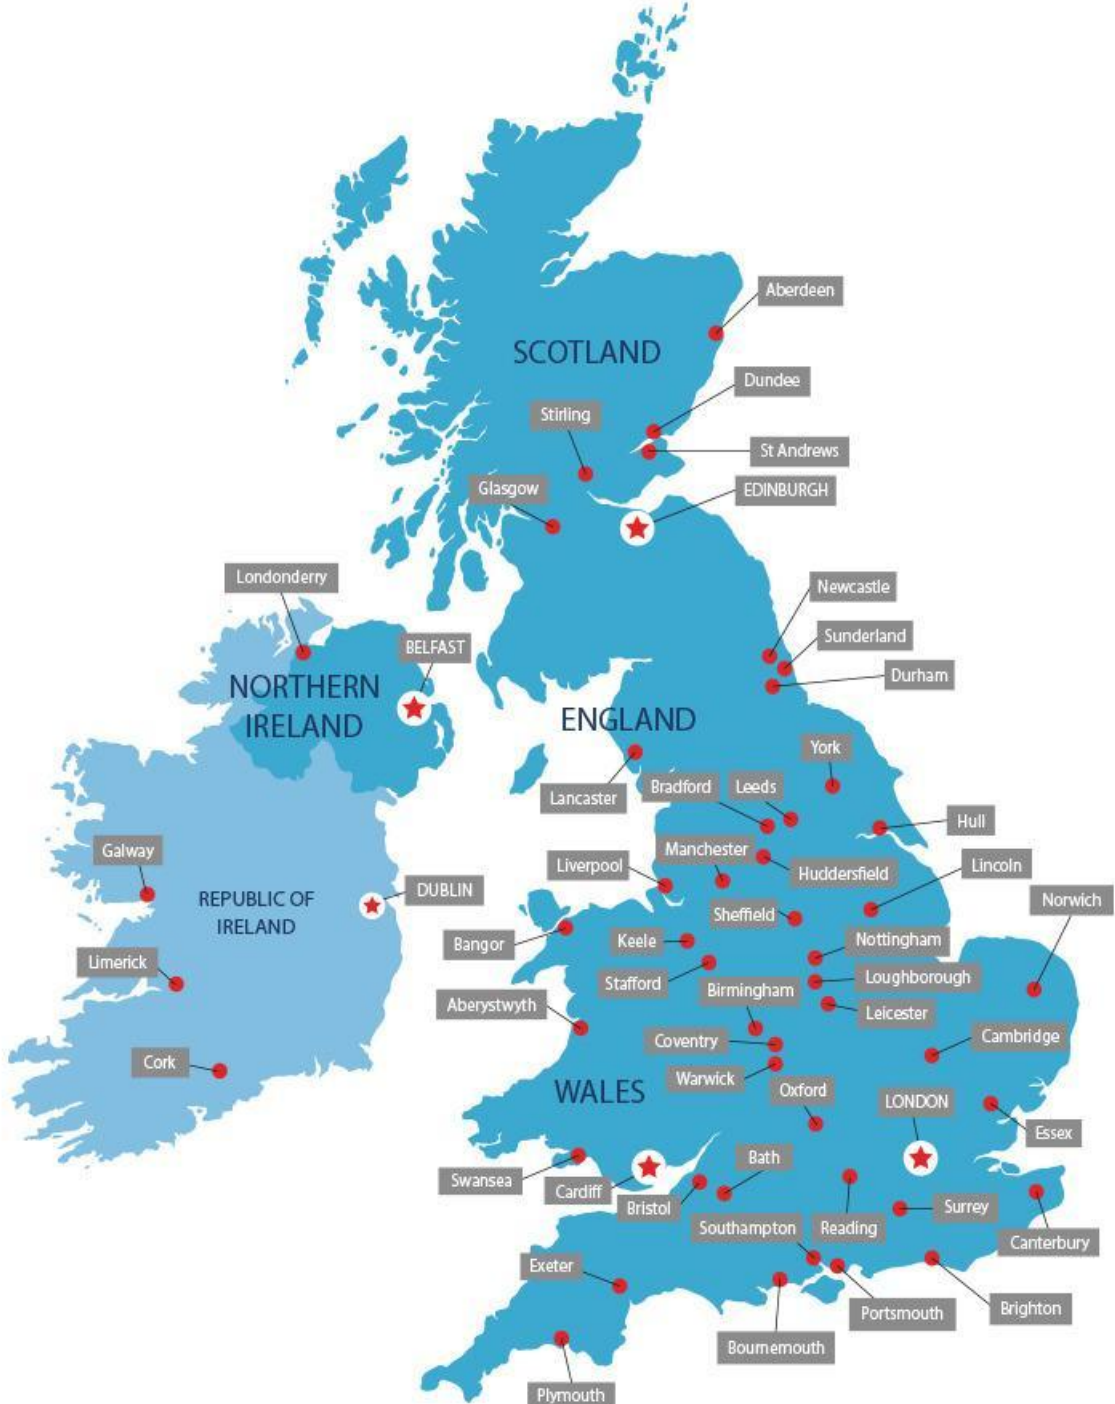 Aberdeen
SCOTLAND
Dundee
Stirling
St Andrews
Glasgow
EDINBURGH
Londonderry
Newcastle
Sunderland
BELFAST
Durham
NORTHERN
IRELAND
ENGLAND
York
Bradford
Leeds
Lancaster
Hull
Galway
Manchester
Liverpool
Huddersfield
Lincoln
DUBLIN
REPUBLIC OF
IRELAND
Norwich
Sheffield
Keele
Nottingham
Bangor
Limerick
Stafford
Loughborough
Birmingham
Aberystwyth
Leicester
Coventry
Cambridge
Cork
Warwick
WALES
Oxford
LONDON
Essex
Bath
Swansea
Cardiff
Bristol
Surrey
Southampton
Reading
Canterbury
Exeter
Portsmouth
Brighton
Bournemouth
Plymouth